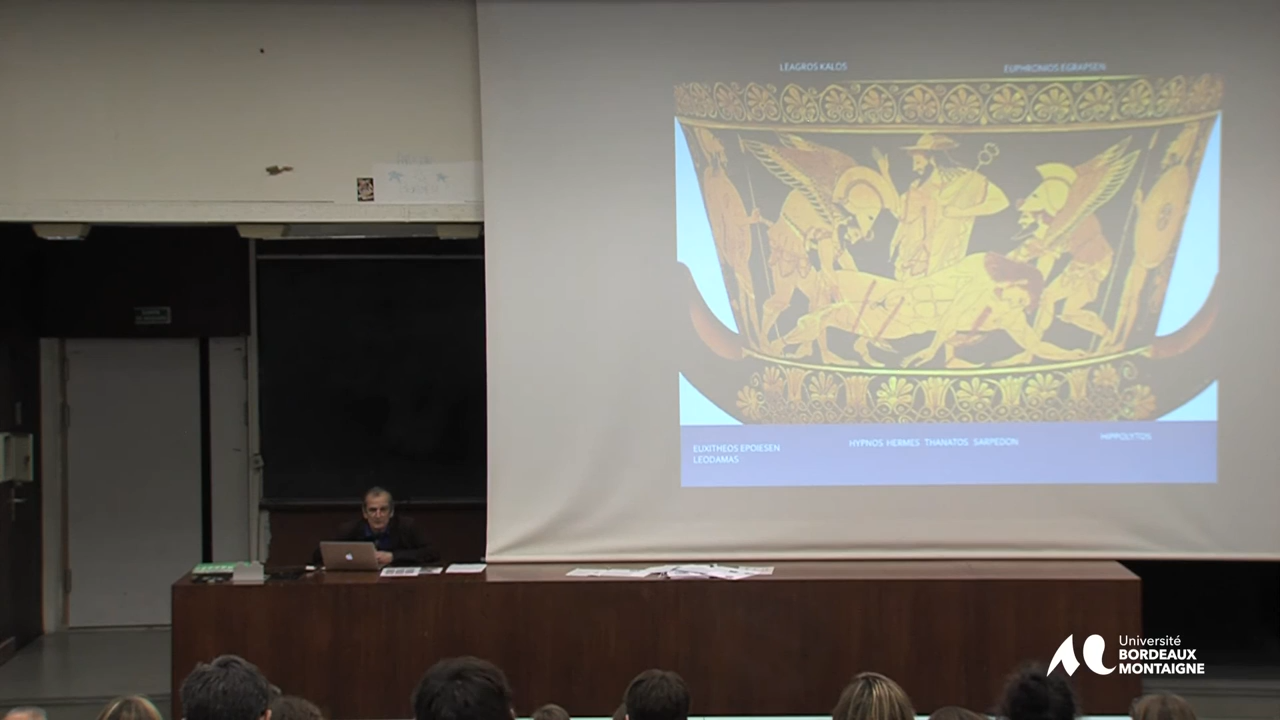 LEAGROS KALOS
EUPHRONIOS EGRAPSEN
EUXITHEOS EPOIESEN
LEODAMAS
HYPNOS HERMES THANATOS SARPEDON
HIPPOLYTOS
Université
BORDEAUX
MONTAIGNE